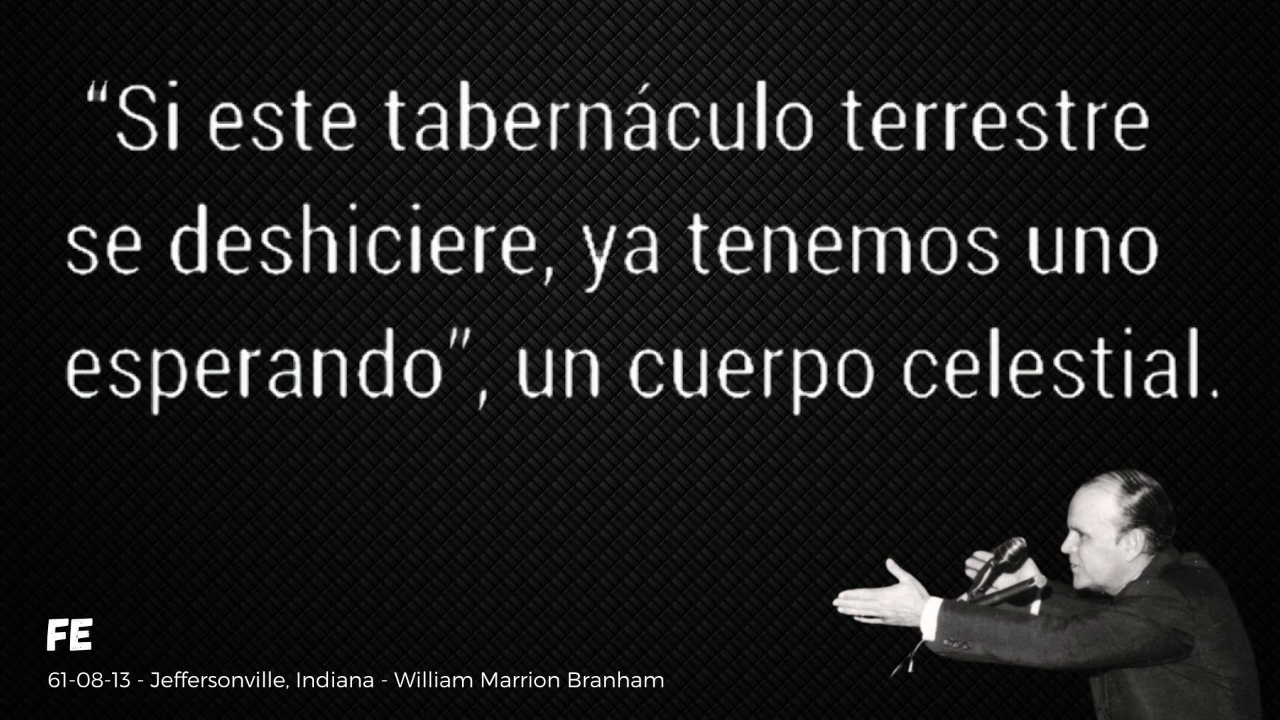 “Si este tabernáculo terrestre
se deshiciere, ya tenemos uno
esperando”, un cuerpo celestial.
FE
61-08-13 - Jeffersonville, Indiana - William Marrion Branham